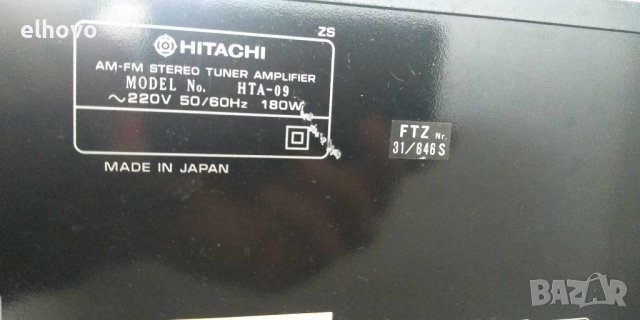 elhovo
ZS
HITACHI
AM-FM STEREO TUNER AMPLIFIER
MODEL No. HTA-09
~220V 50/60Hz 180W
FTZ Nr.
31/646 S
MADE IN JAPAN
BAZAR